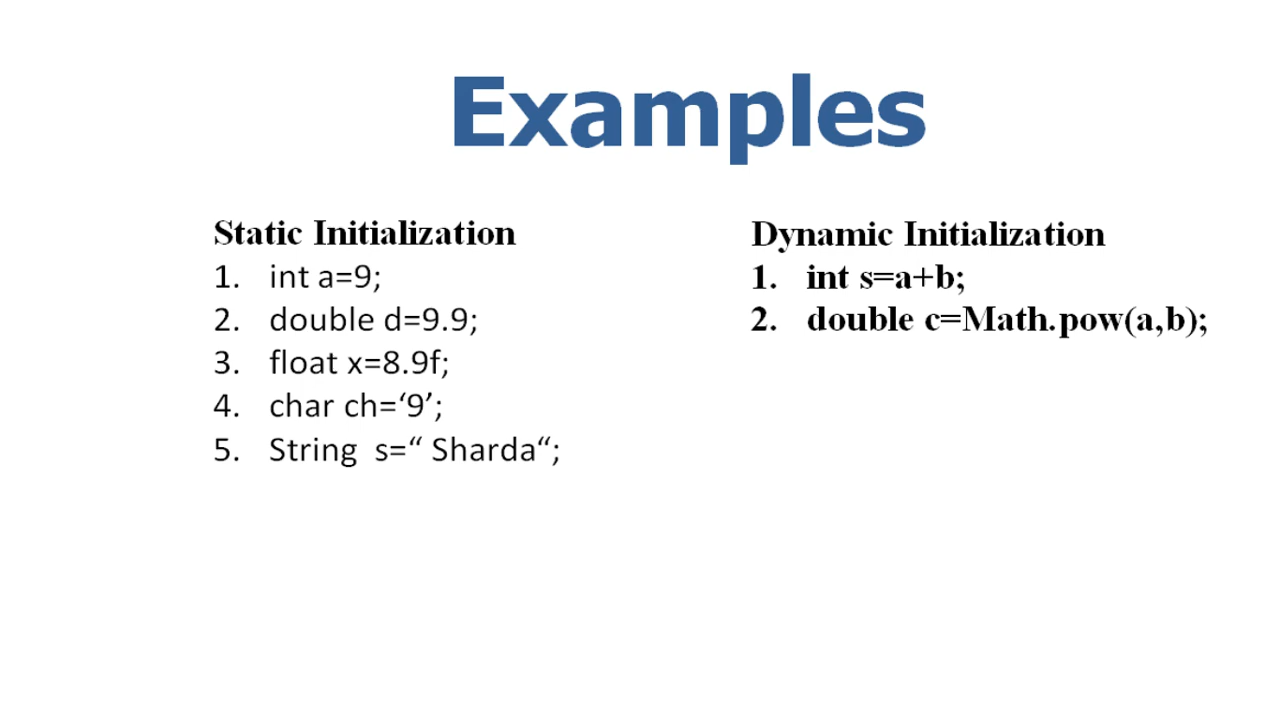 Examples
Static Initialization
1. int a=9;
2. double d=9.9;
3. float x=8.9f;
4. char ch=‘9’;
5. String  s=“ Sharda“;
Dynamic Initialization
1. int s=a+b;
2. double c=Math.pow(a,b);